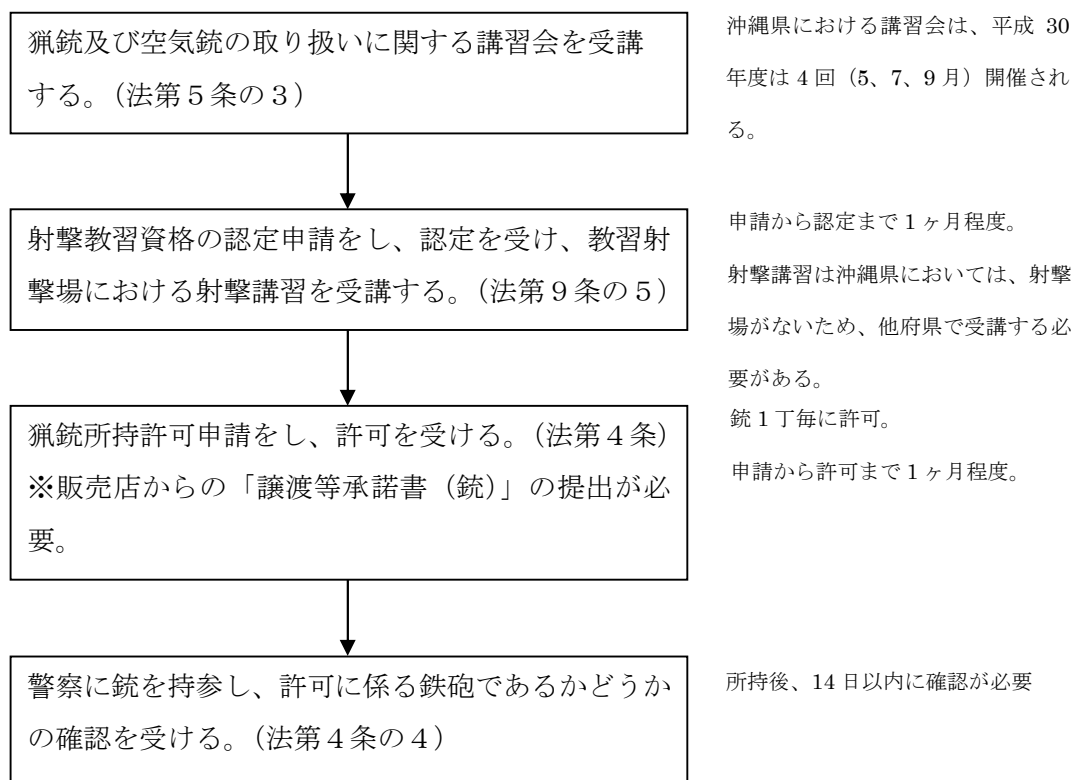 猟銃及び空気銃の取り扱いに関する講習会を受講
する。（法第５条の３）
沖縄県における講習会は、平成 30
年度は 4 回（5、7、9 月）開催され
る。
射撃教習資格の認定申請をし、認定を受け、教習射
撃場における射撃講習を受講する。（法第９条の５）
申請から認定まで 1 ヶ月程度。
射撃講習は沖縄県においては、射撃
場がないため、他府県で受講する必
要がある。
猟銃所持許可申請をし、許可を受ける。（法第４条）
※販売店からの「譲渡等承諾書（銃）」の提出が必
要。
銃 1 丁毎に許可。
申請から許可まで 1 ヶ月程度。
警察に銃を持参し、許可に係る鉄砲であるかどうか
の確認を受ける。（法第４条の４）
所持後、14 日以内に確認が必要